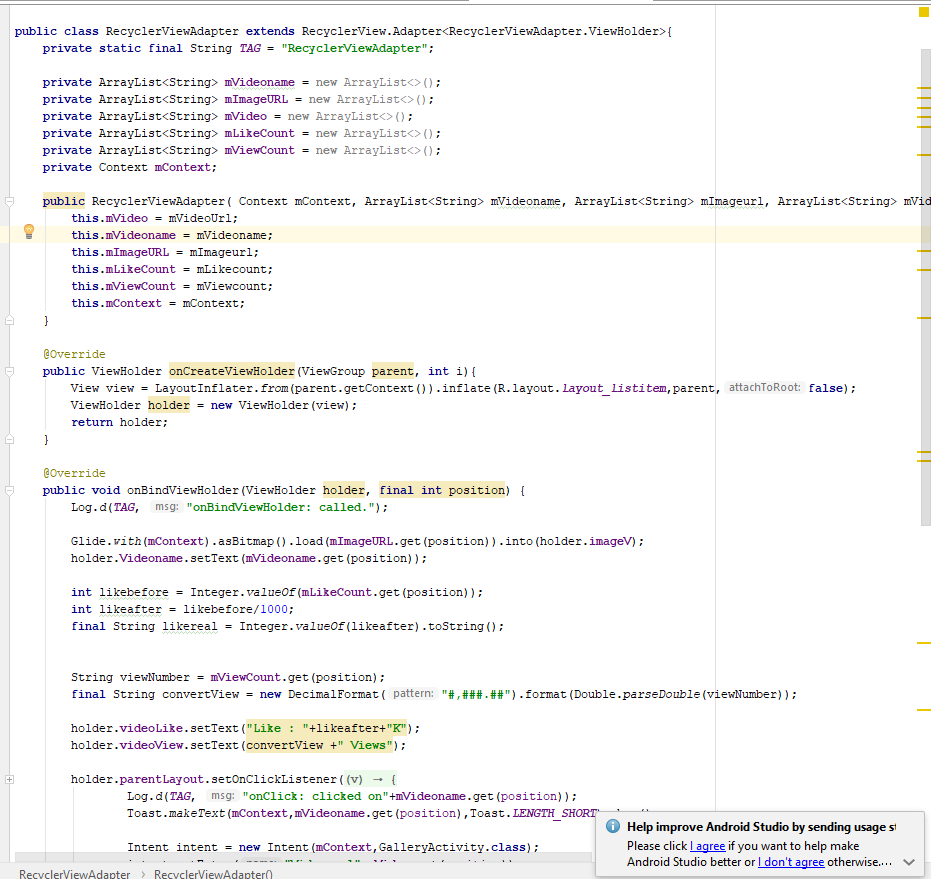 public class RecyclerViewAdapter extends RecyclerView.Adapter<RecyclerViewAdapter.ViewHolder>{
    private static final String TAG = "RecyclerViewAdapter";
    private ArrayList<String> mVideoname = new ArrayList<>();
    private ArrayList<String> mImageURL = new ArrayList<>();
    private ArrayList<String> mVideo = new ArrayList<>();
    private ArrayList<String> mLikeCount = new ArrayList<>();
    private ArrayList<String> mViewCount = new ArrayList<>();
    private Context mContext;
    public RecyclerViewAdapter( Context mContext, ArrayList<String> mVideoname, ArrayList<String> mImageurl, ArrayList<String> mVid
        this.mVideo = mVideoUrl;
        this.mVideoname = mVideoname;
        this.mImageURL = mImageurl;
        this.mLikeCount = mLikecount;
        this.mViewCount = mViewcount;
        this.mContext = mContext;
    }
    @Override
    public ViewHolder onCreateViewHolder(ViewGroup parent, int i){
        View view = LayoutInflater.from(parent.getContext()).inflate(R.layout.layout_listitem,parent, attachToRoot: false);
        ViewHolder holder = new ViewHolder(view);
        return holder;
    }
    @Override
    public void onBindViewHolder(ViewHolder holder, final int position) {
        Log.d(TAG, msg: "onBindViewHolder: called.");
        Glide.with(mContext).asBitmap().load(mImageURL.get(position)).into(holder.imageV);
        holder.Videoname.setText(mVideoname.get(position));
        int likebefore = Integer.valueOf(mLikeCount.get(position));
        int likeafter = likebefore/1000;
        final String likereal = Integer.valueOf(likeafter).toString();
        String viewNumber = mViewCount.get(position);
        final String convertView = new DecimalFormat( pattern: "#,###.##").format(Double.parseDouble(viewNumber));
        holder.videoLike.setText("Like : "+likeafter+"K");
        holder.videoView.setText(convertView +" Views");
        holder.parentLayout.setOnClickListener((v) → {
                Log.d(TAG, msg: "onClick: clicked on"+mVideoname.get(position));
                Toast.makeText(mContext,mVideoname.get(position),Toast.LENGTH_SHORT
                Intent intent = new Intent(mContext,GalleryActivity.class);
Help improve Android Studio by sending usage st
Please click I agree if you want to help make
Android Studio better or I don't agree otherwise....
RecyclerViewAdapter > RecyclerViewAdapter()